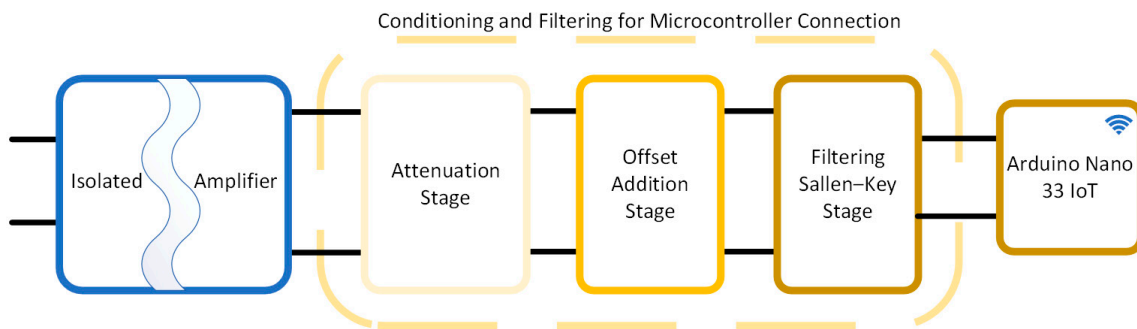 Conditioning and Filtering for Microcontroller Connection
Isolated Amplifier
Attenuation
Stage
Offset
Addition
Stage
Filtering
Sallen–Key
Stage
Arduino Nano
33 IoT